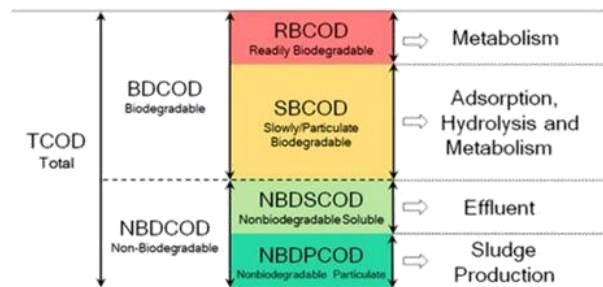 TCOD
Total
BDCOD
Biodegradable
NBDCOD
Non-Biodegradable
RBCOD
Readily Biodegradable
SBCOD
Slowly/Particulate
Biodegradable
NBDSCOD
Nonbiodegradable Soluble
NBDPCOD
Nonbiodegradable Particulate
Metabolism
Adsorption,
Hydrolysis and
Metabolism
Effluent
Sludge
Production